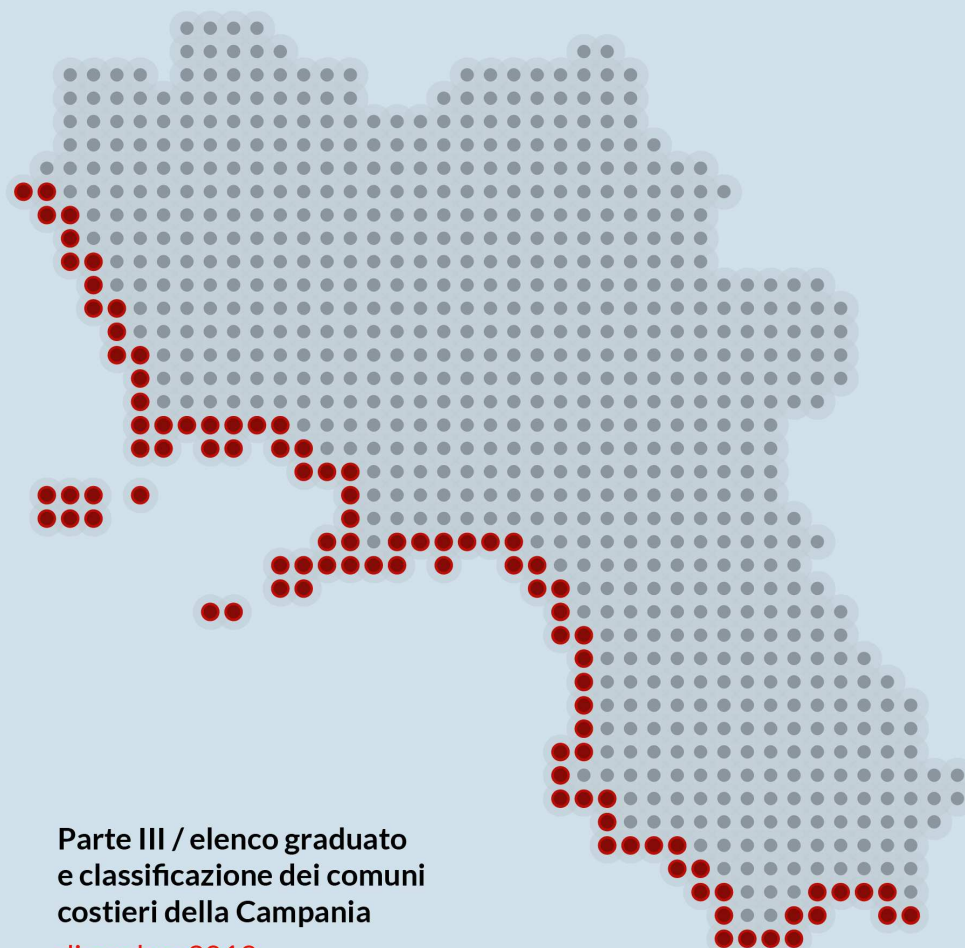 Parte III / elenco graduato
e classificazione dei comuni
costieri della Campania